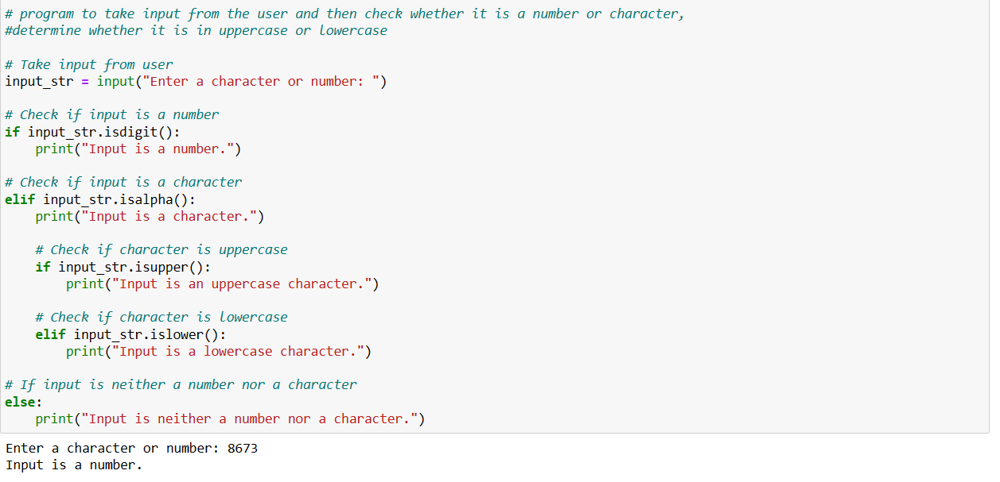 # program to take input from the user and then check whether it is a number or character,
#determine whether it is in uppercase or lowercase
# Take input from user
input_str = input("Enter a character or number: ")
# Check if input is a number
if input_str.isdigit():
    print("Input is a number.")
# Check if input is a character
elif input_str.isalpha():
    print("Input is a character.")
    # Check if character is uppercase
    if input_str.isupper():
        print("Input is an uppercase character.")
    # Check if character is lowercase
    elif input_str.islower():
        print("Input is a lowercase character.")
# If input is neither a number nor a character
else:
    print("Input is neither a number nor a character.")
Enter a character or number: 8673
Input is a number.